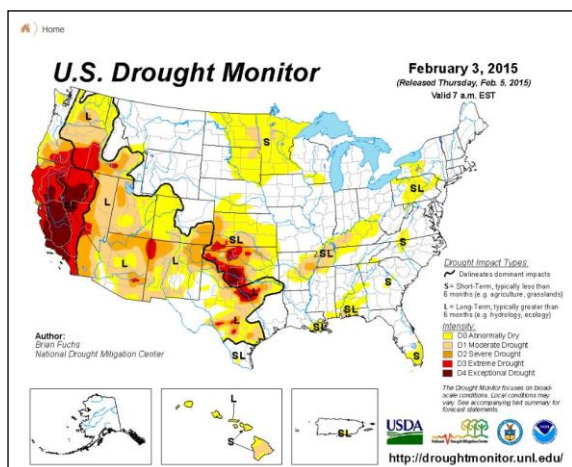 Home
U.S. Drought Monitor
February 3, 2015
(Released Thursday, Feb. 5, 2015)
Valid 7 a.m. EST
L
S
SL
L
SL
SL
S
L
L
S
L
SL
SL
SL
S
Drought Impact Types:
Delineates dominant impacts
S = Short-Term, typically less than
6 months (e.g. agriculture, grasslands)
L = Long-Term, typically greater than
6 months (e.g. hydrology, ecology)
Intensity:
D0 Abnormally Dry
D1 Moderate Drought
D2 Severe Drought
D3 Extreme Drought
D4 Exceptional Drought
Author:
Brian Fuchs
National Drought Mitigation Center
The Drought Monitor focuses on broad-
scale conditions. Local conditions may
vary. See accompanying text summary for
forecast statements.
L
S
SL
USDA
National Drought Mitigation Center
http://droughtmonitor.unl.edu/